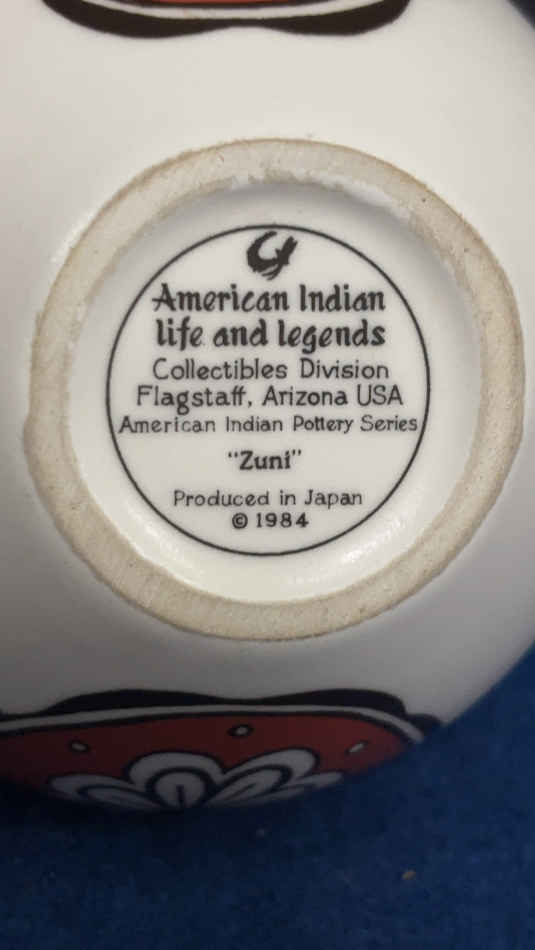 American Indian
life and legends
Collectibles Division
Flagstaff, Arizona USA
American Indian Pottery Series
"Zuni"
Produced in Japan
© 1984